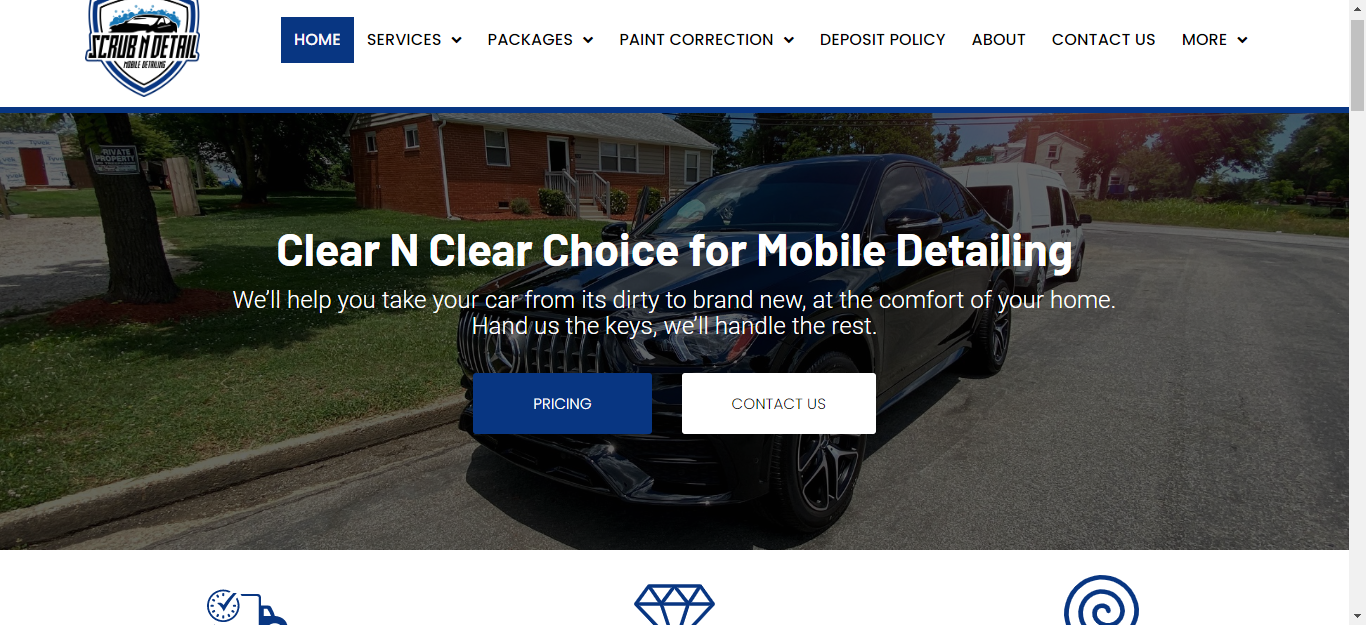 SCRUB N DETAIL
MOBILE DETAILING
HOME SERVICES PACKAGES PAINT CORRECTION DEPOSIT POLICY ABOUT CONTACT US MORE
PRIVATE
PROPERTY
Clear N Clear Choice for Mobile Detailing
We’ll help you take your car from its dirty to brand new, at the comfort of your home.
Hand us the keys, we’ll handle the rest.
PRICING CONTACT US